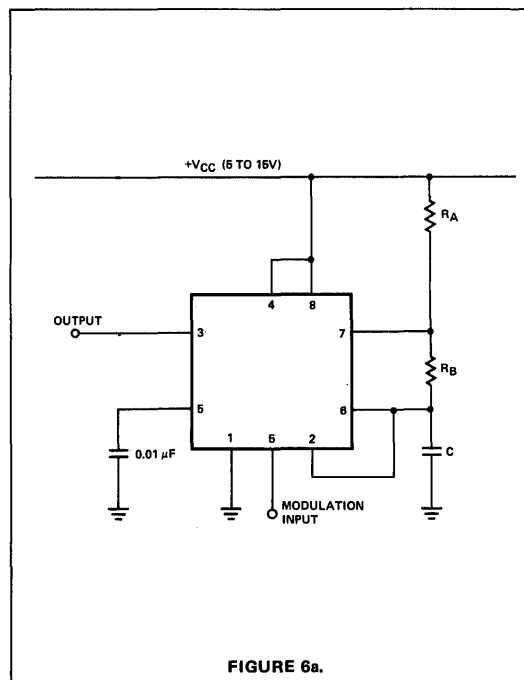 +VCC (5 TO 15V)
RA
4 8
OUTPUT
3
7
RB
5
6
1 5 2
0.01 µF
C
MODULATION
INPUT
FIGURE 6a.